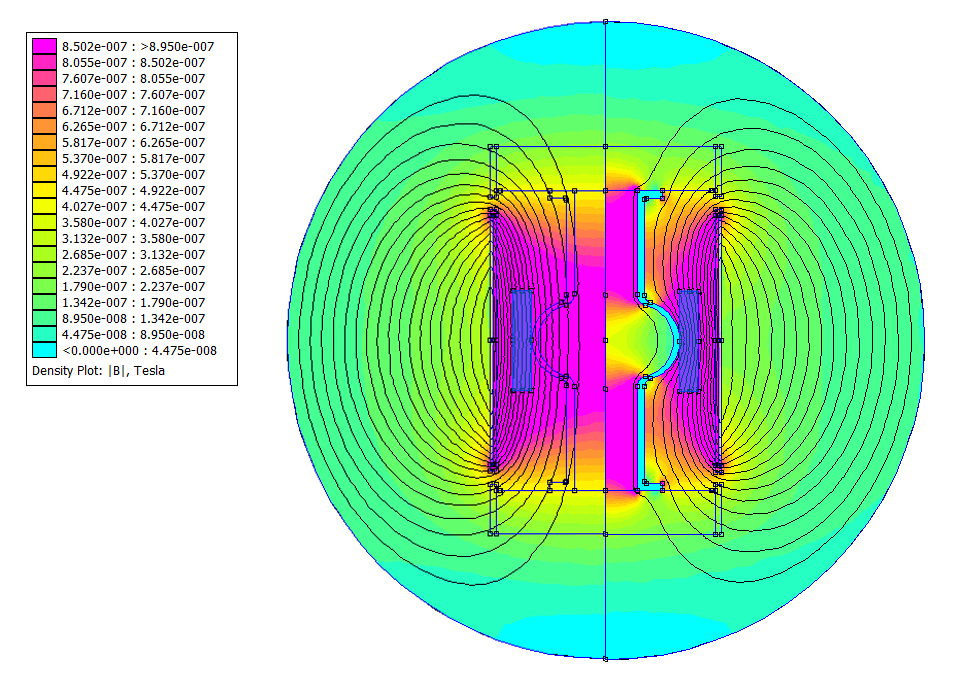 8.502e-007 : >8.950e-007
8.055e-007 : 8.502e-007
7.607e-007 : 8.055e-007
7.160e-007 : 7.607e-007
6.712e-007 : 7.160e-007
6.265e-007 : 6.712e-007
5.817e-007 : 6.265e-007
5.370e-007 : 5.817e-007
4.922e-007 : 5.370e-007
4.475e-007 : 4.922e-007
4.027e-007 : 4.475e-007
3.580e-007 : 4.027e-007
3.132e-007 : 3.580e-007
2.685e-007 : 3.132e-007
2.237e-007 : 2.685e-007
1.790e-007 : 2.237e-007
1.342e-007 : 1.790e-007
8.950e-008 : 1.342e-007
4.475e-008 : 8.950e-008
<0.000e+000 : 4.475e-008
Density Plot: |B|, Tesla